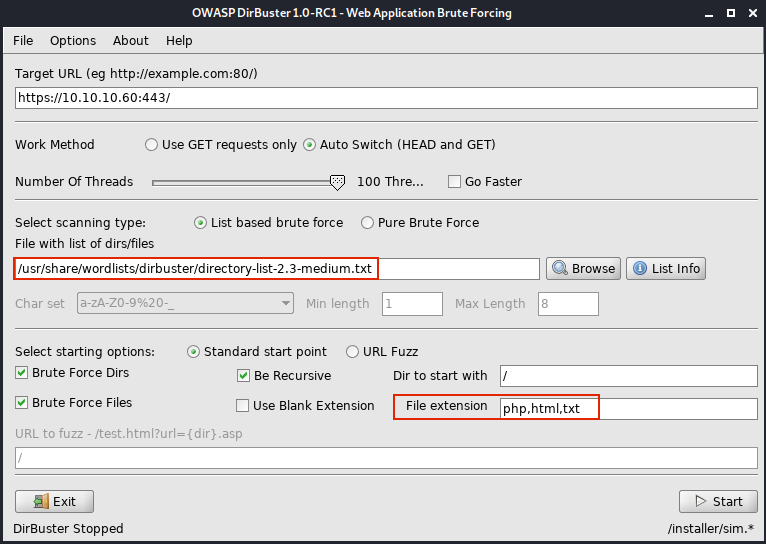 OWASP DirBuster 1.0-RC1 - Web Application Brute Forcing
File Options About Help
Target URL (eg http://example.com:80/)
https://10.10.10.60:443/
Work Method Use GET requests only Auto Switch (HEAD and GET)
Number Of Threads 100 Thre... Go Faster
Select scanning type: List based brute force Pure Brute Force
File with list of dirs/files
/usr/share/wordlists/dirbuster/directory-list-2.3-medium.txt Browse List Info
Char set a-zA-Z0-9%20-_ Min length 1 Max Length 8
Select starting options: Standard start point URL Fuzz
Brute Force Dirs Be Recursive Dir to start with /
Brute Force Files Use Blank Extension File extension php,html,txt
URL to fuzz - /test.html?url={dir}.asp
/
Exit Start
DirBuster Stopped /installer/sim.*